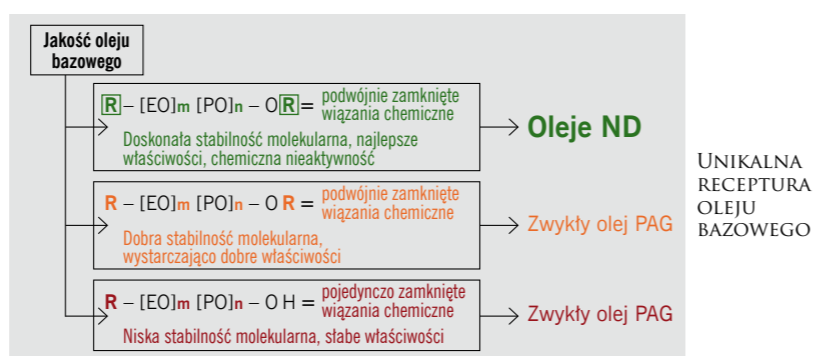 Jakość oleju
bazowego
R – [EO]m [PO]n – OR = podwójnie zamknięte
wiązania chemiczne
Doskonała stabilność molekularna, najlepsze
właściwości, chemiczna nieaktywność
Oleje ND
R – [EO]m [PO]n – O R = podwójnie zamknięte
wiązania chemiczne
Dobra stabilność molekularna,
wystarczająco dobre właściwości
Zwykły olej PAG
R – [EO]m [PO]n – O H = pojedynczo zamknięte
wiązania chemiczne
Niska stabilność molekularna, słabe właściwości
Zwykły olej PAG
Unikalna
receptura
oleju
bazowego